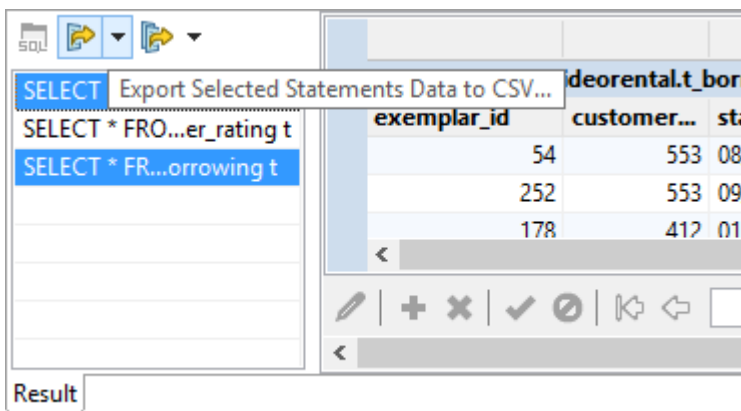 SQL
SELECT
Export Selected Statements Data to CSV...
SELECT * FRO...er_rating t
SELECT * FR...orrowing t
ideorental.t_bor
exemplar_id customer... sta
54 553 08
252 553 09
178 412 01
Result